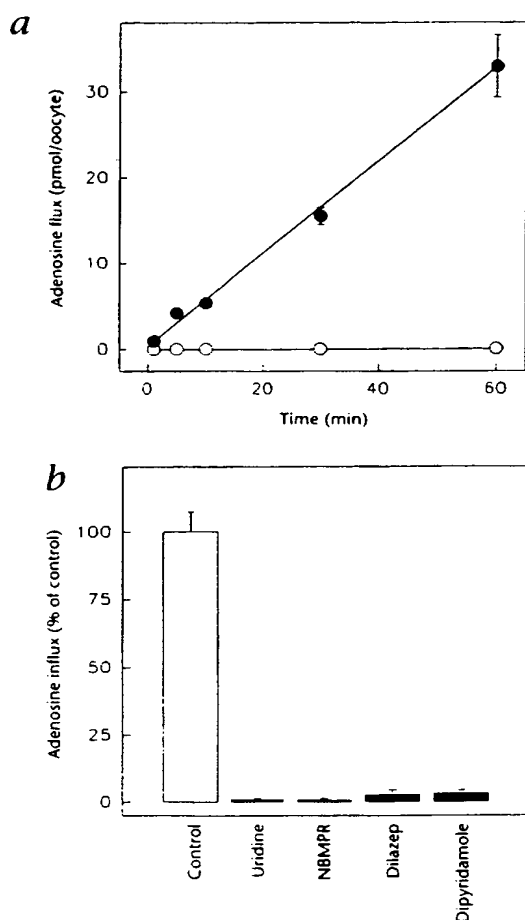 a
Adenosine flux (pmol/oocyte)
30
20
10
0
0
20
40
60
Time (min)
b
Adenosine influx (% of control)
100
75
50
25
0
Control
Uridine
NBMPR
Dilazep
Dipyridamole